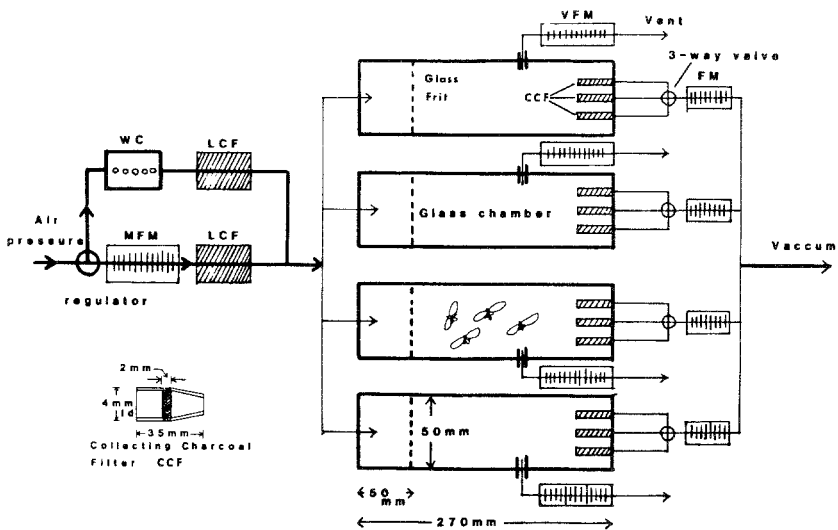 VFM
Vent
3-way valve
FM
Glass
Frit
CCF
WC
LCF
Air
pressure
MFM
LCF
regulator
Glass chamber
Vaccum
2mm
4mm
Id
35mm
Collecting Charcoal
Filter CCF
50mm
50
mm
270mm